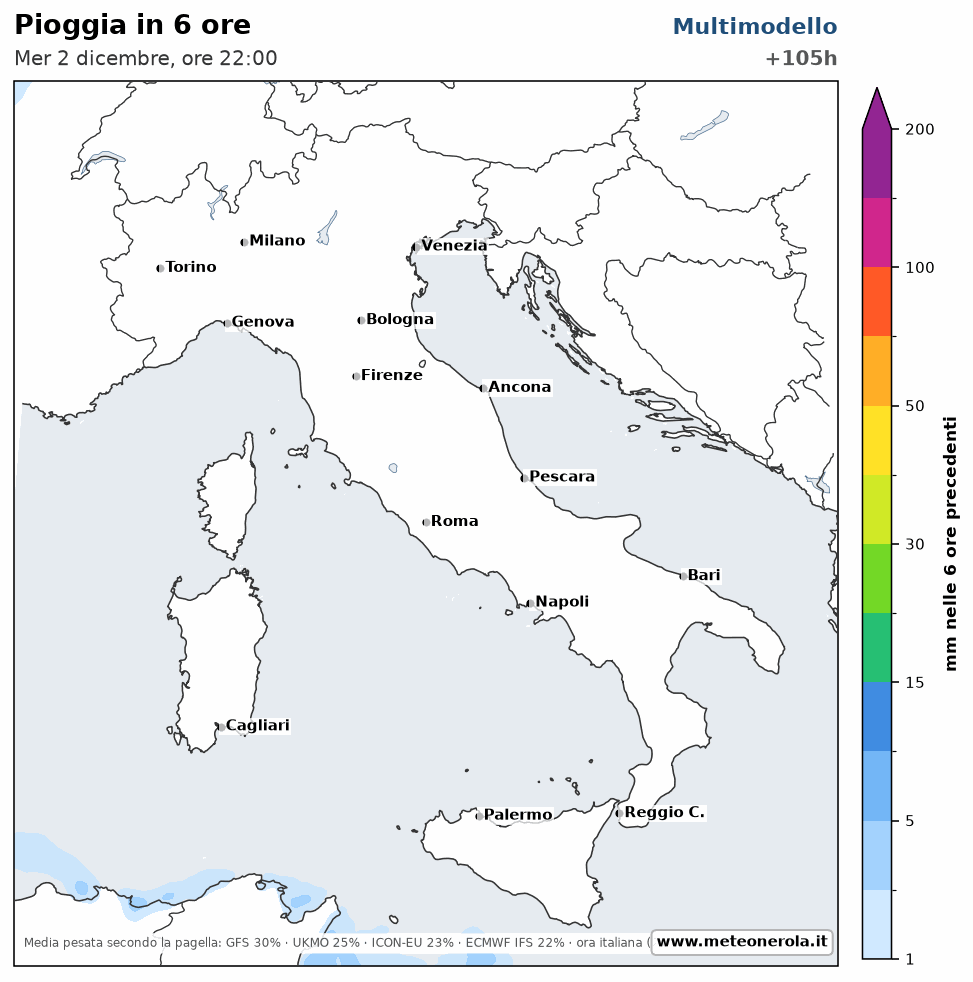 Pioggia in 6 ore
Multimodello
Mer 2 dicembre, ore 22:00
+105h
Milano
Venezia
Torino
Genova
Bologna
Firenze
Ancona
Pescara
Roma
Bari
Napoli
Cagliari
Palermo
Reggio C.
Media pesata secondo la pagella: GFS 30% · UKMO 25% · ICON-EU 23% · ECMWF IFS 22% · ora italiana (
www.meteonerola.it
200
100
50
30
15
5
1
mm nelle 6 ore precedenti